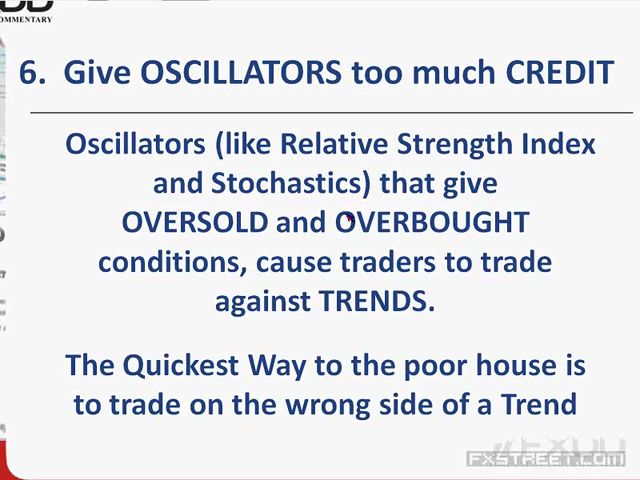 COMMENTARY
6. Give OSCILLATORS too much CREDIT
Oscillators (like Relative Strength Index
and Stochastics) that give
OVERSOLD and OVERBOUGHT
conditions, cause traders to trade
against TRENDS.
The Quickest Way to the poor house is
to trade on the wrong side of a Trend
FXDD
FXSTREET.COM